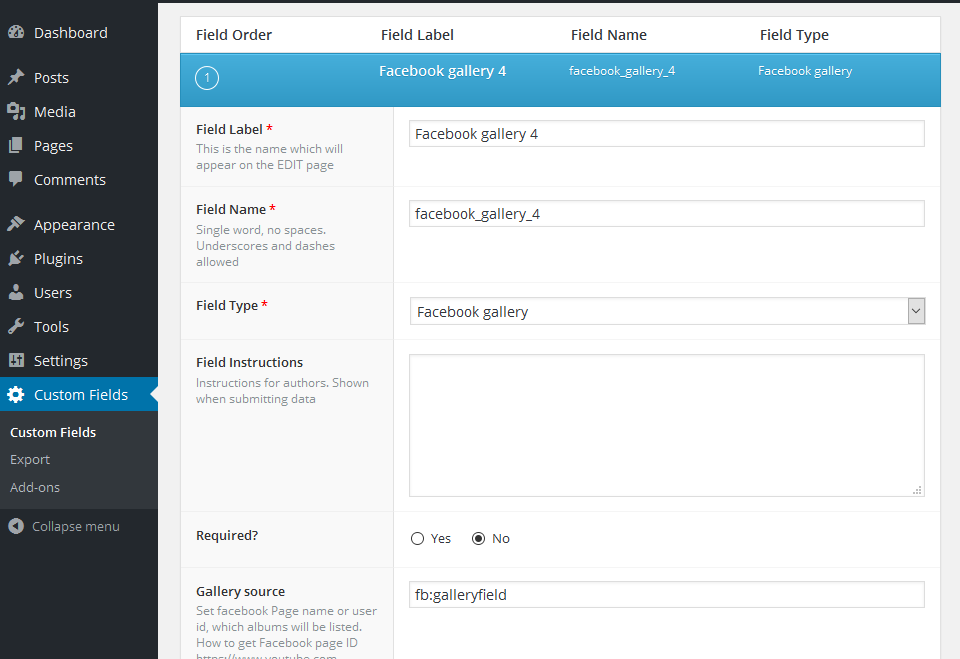 Dashboard
Posts
Media
Pages
Comments
Appearance
Plugins
Users
Tools
Settings
Custom Fields
Custom Fields
Export
Add-ons
Collapse menu
Field Order Field Label Field Name Field Type
1 Facebook gallery 4 facebook_gallery_4 Facebook gallery
Field Label *
This is the name which will
appear on the EDIT page
Facebook gallery 4
Field Name *
Single word, no spaces.
Underscores and dashes
allowed
facebook_gallery_4
Field Type *
Facebook gallery
Field Instructions
Instructions for authors. Shown
when submitting data
Required?
Yes No
Gallery source
Set facebook Page name or user
id, which albums will be listed.
How to get Facebook page ID
https://www.youtube.com
fb:galleryfield